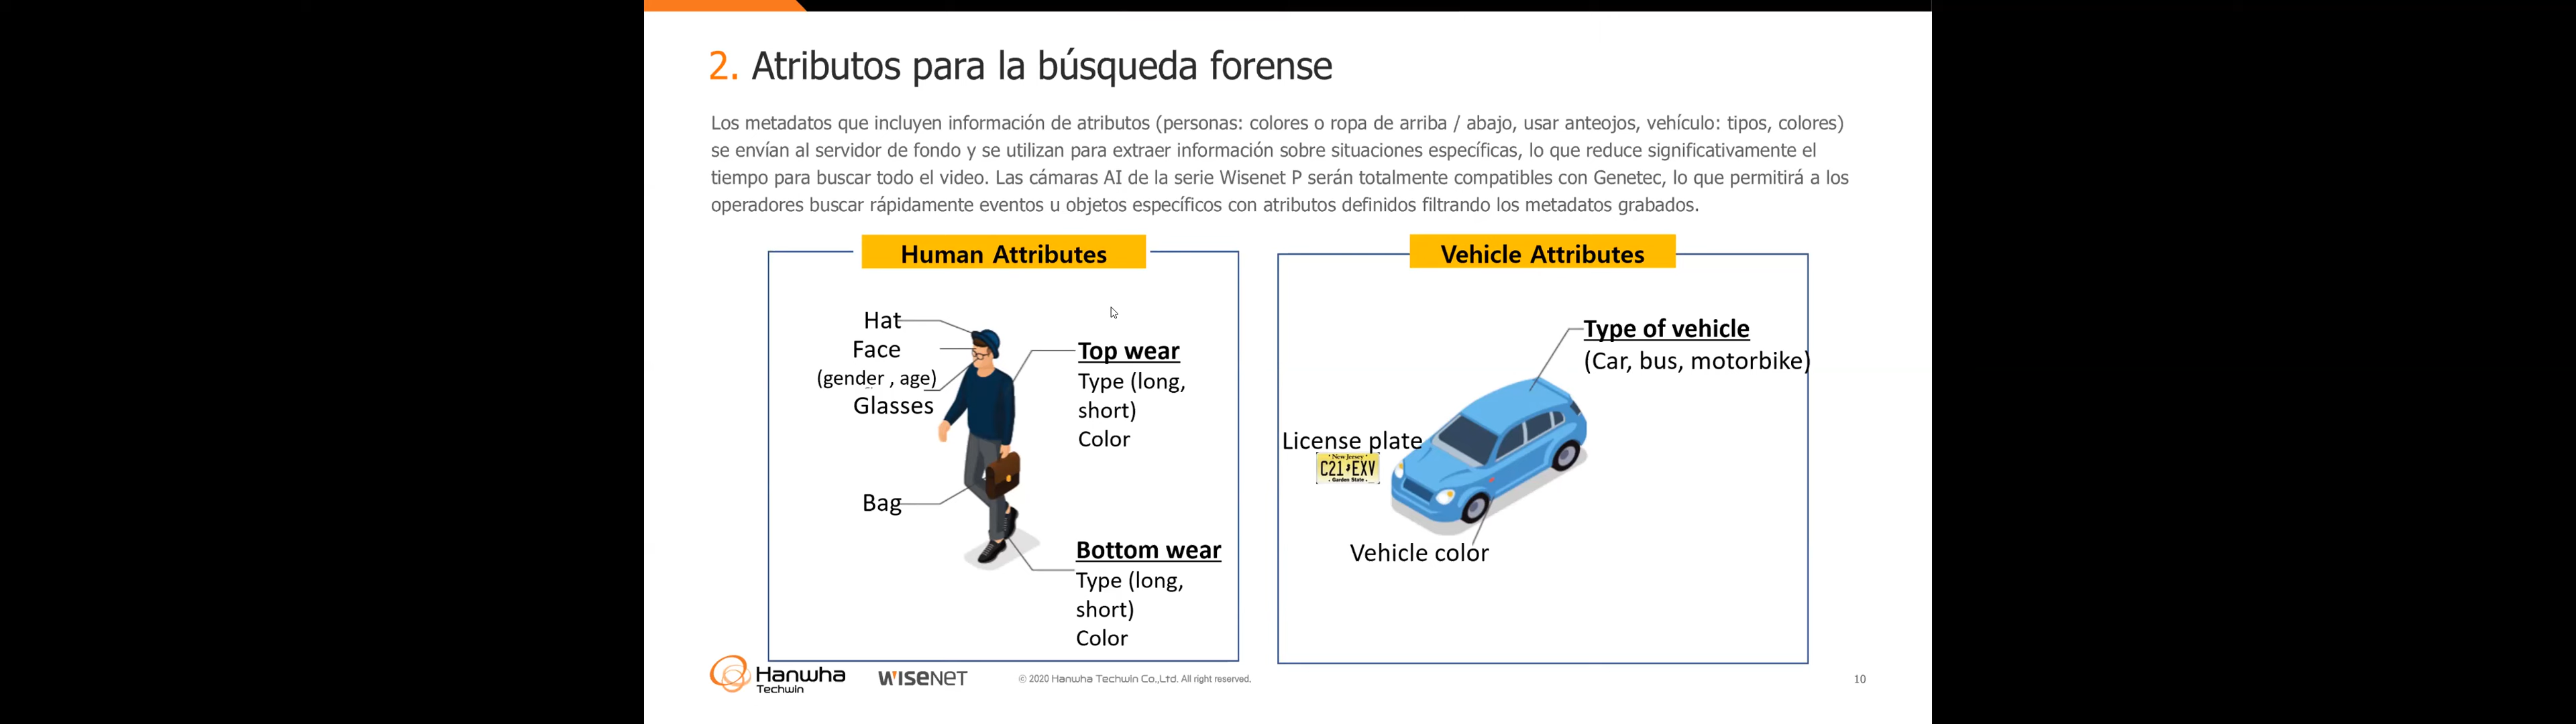 2. Atributos para la búsqueda forense
Los metadatos que incluyen información de atributos (personas: colores o ropa de arriba / abajo, usar anteojos, vehículo: tipos, colores)
se envían al servidor de fondo y se utilizan para extraer información sobre situaciones específicas, lo que reduce significativamente el
tiempo para buscar todo el video. Las cámaras AI de la serie Wisenet P serán totalmente compatibles con Genetec, lo que permitirá a los
operadores buscar rápidamente eventos u objetos específicos con atributos definidos filtrando los metadatos grabados.
Human Attributes
Hat
Face
(gender , age)
Glasses
Bag
Top wear
Type (long,
short)
Color
Bottom wear
Type (long,
short)
Color
Vehicle Attributes
Type of vehicle
(Car, bus, motorbike)
License plate
New Jersey
C21 EXV
Garden State
Vehicle color
Hanwha
Techwin
WISENET
© 2020 Hanwha Techwin Co.,Ltd. All right reserved.
10